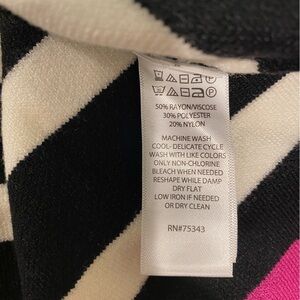 50% RAYON/VISCOSE
30% POLYESTER
20% NYLON
MACHINE WASH
COOL- DELICATE CYCLE
WASH WITH LIKE COLORS
ONLY NON-CHLORINE
BLEACH WHEN NEEDED
RESHAPE WHILE DAMP
DRY FLAT
LOW IRON IF NEEDED
OR DRY CLEAN
RN#75343